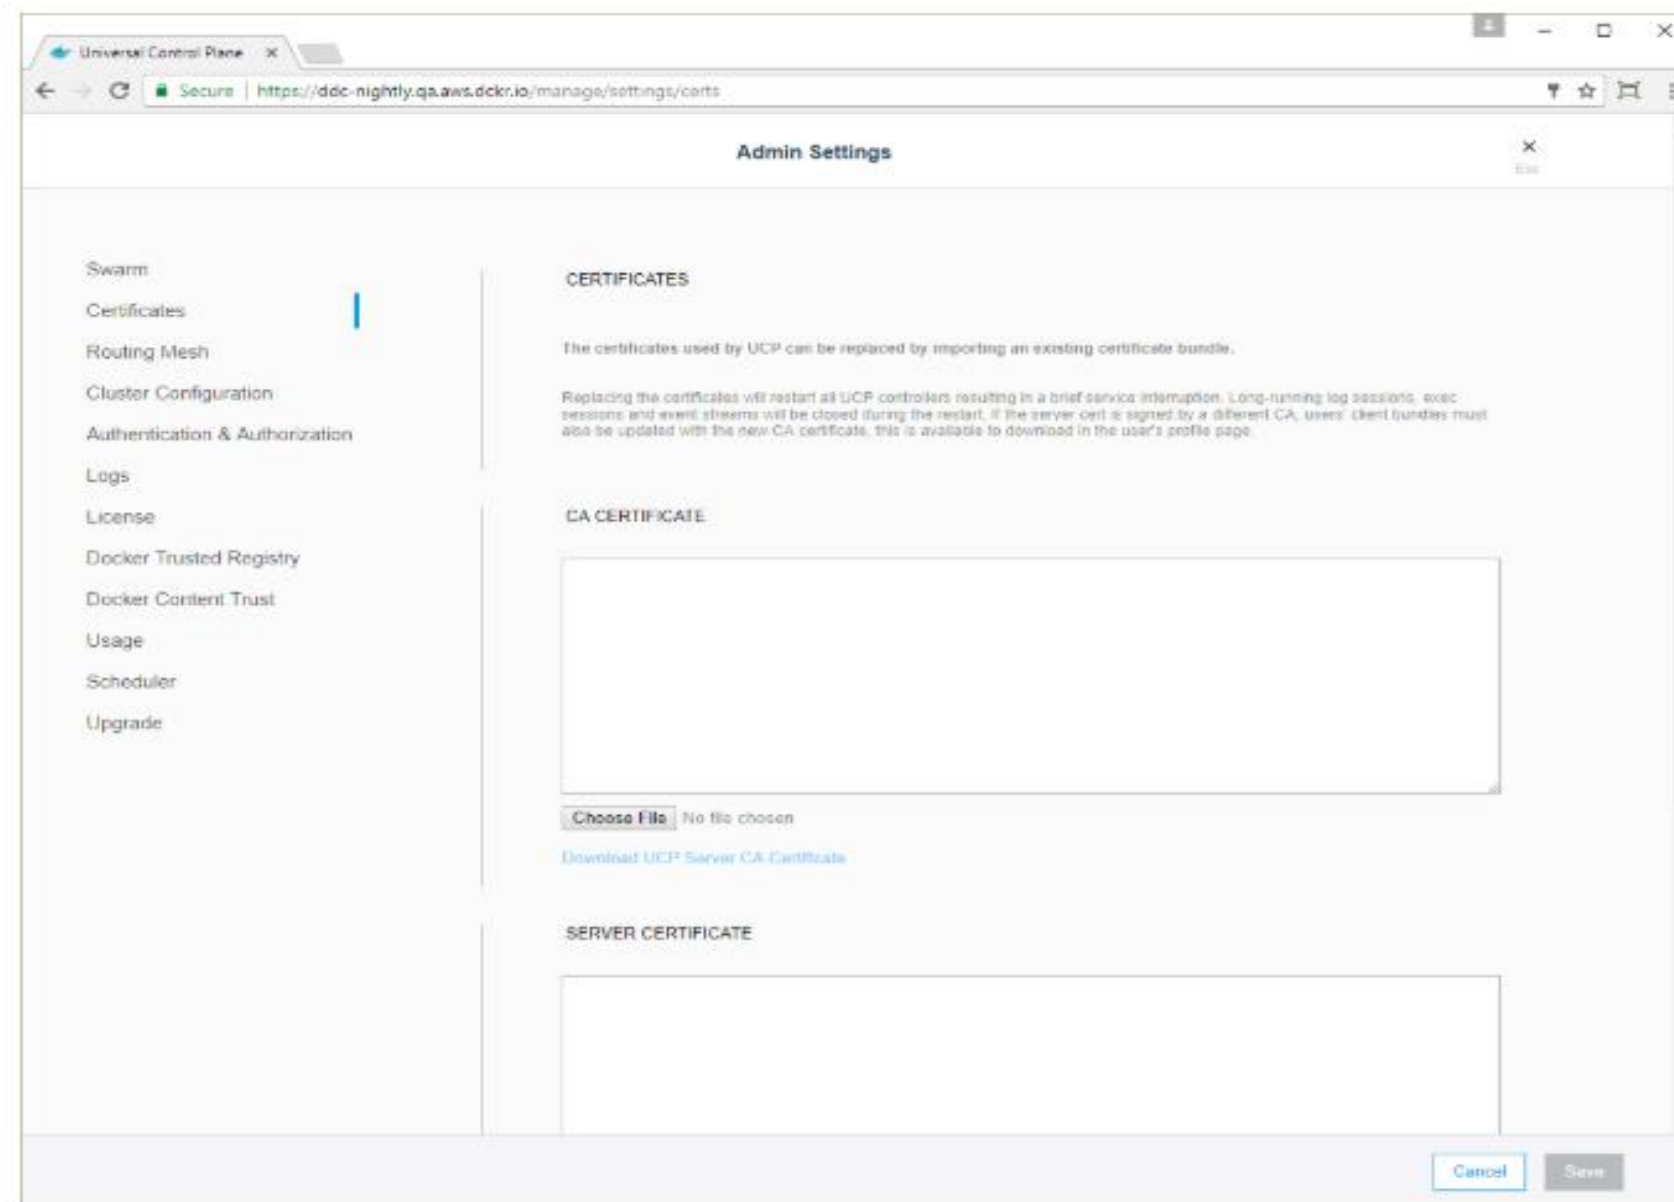 Universal Control Plane
Secure | https://ddc-nightly.qa.aws.dckr.io/manage/settings/certs
Admin Settings
Esc
Swarm
Certificates
Routing Mesh
Cluster Configuration
Authentication & Authorization
Logs
License
Docker Trusted Registry
Docker Content Trust
Usage
Scheduler
Upgrade
CERTIFICATES
The certificates used by UCP can be replaced by importing an existing certificate bundle.
Replacing the certificates will restart all UCP controllers resulting in a brief service interruption. Long-running log sessions, exec
sessions and event streams will be closed during the restart. If the server cert is signed by a different CA, users' client bundles must
also be updated with the new CA certificate, this is available to download in the user's profile page.
CA CERTIFICATE
Choose File No file chosen
Download UCP Server CA Certificate
SERVER CERTIFICATE
Cancel Save